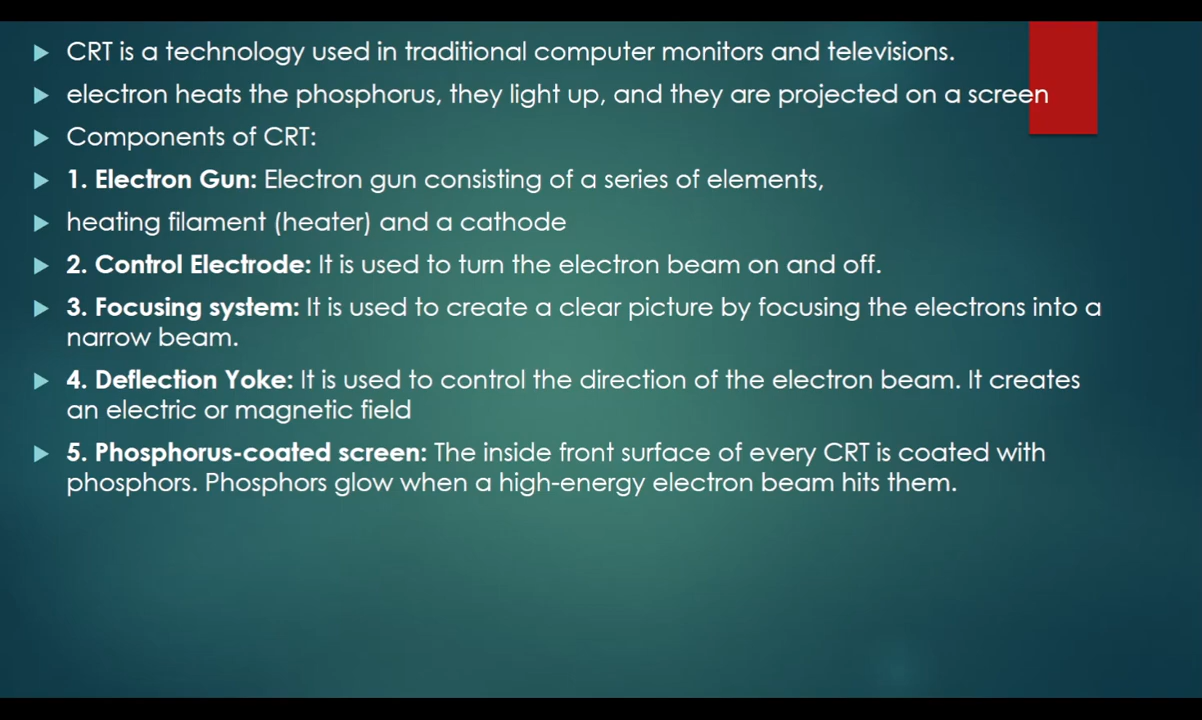 CRT is a technology used in traditional computer monitors and televisions.
electron heats the phosphorus, they light up, and they are projected on a screen
Components of CRT:
1. Electron Gun: Electron gun consisting of a series of elements,
heating filament (heater) and a cathode
2. Control Electrode: It is used to turn the electron beam on and off.
3. Focusing system: It is used to create a clear picture by focusing the electrons into a
narrow beam.
4. Deflection Yoke: It is used to control the direction of the electron beam. It creates
an electric or magnetic field
5. Phosphorus-coated screen: The inside front surface of every CRT is coated with
phosphors. Phosphors glow when a high-energy electron beam hits them.